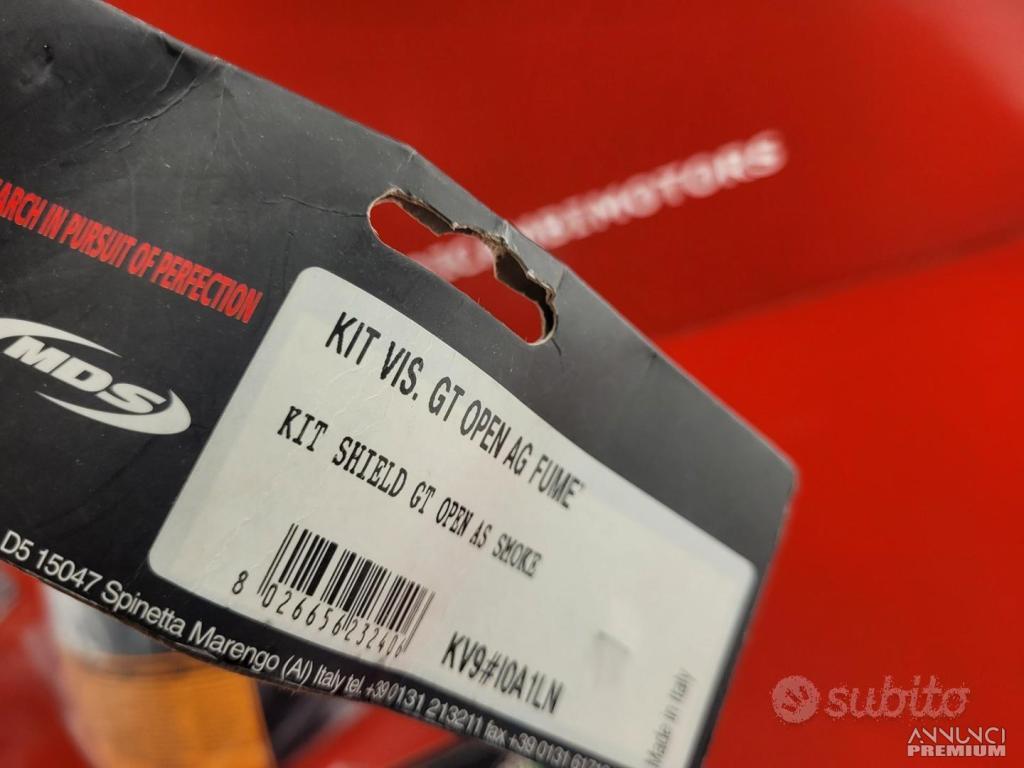 ARCH IN PURSUIT OF PERFECTION
MDS
KIT VIS. GT OPEN AG FUME'
KIT SHIELD GT OPEN AS SMOKE
8 026656 232406
KV9#I0A1LN
Made in Italy
D5 15047 Spinetta Marengo (Al) Italy tel. +39 0131 213211 fax +39 0131
subito
ANNUNCI
PREMIUM